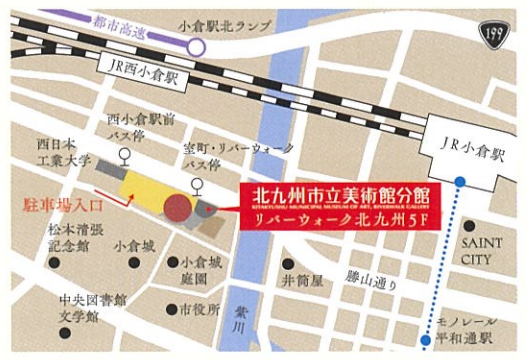 都市高速
小倉駅北ランプ
199
JR西小倉駅
JR小倉駅
西小倉駅前
バス停
室町・リバーウォーク
バス停
西日本
工業大学
北九州市立美術館分館
KITAKYUSHU MUNICIPAL MUSEUM OF ART, RIVERWALK GALLERY
リバーウォーク北九州5F
駐車場入口
松本清張
記念館
小倉城
小倉城
庭園
井筒屋
勝山通り
SAINT
CITY
中央図書館
文学館
市役所
紫川
モノレール
平和通駅